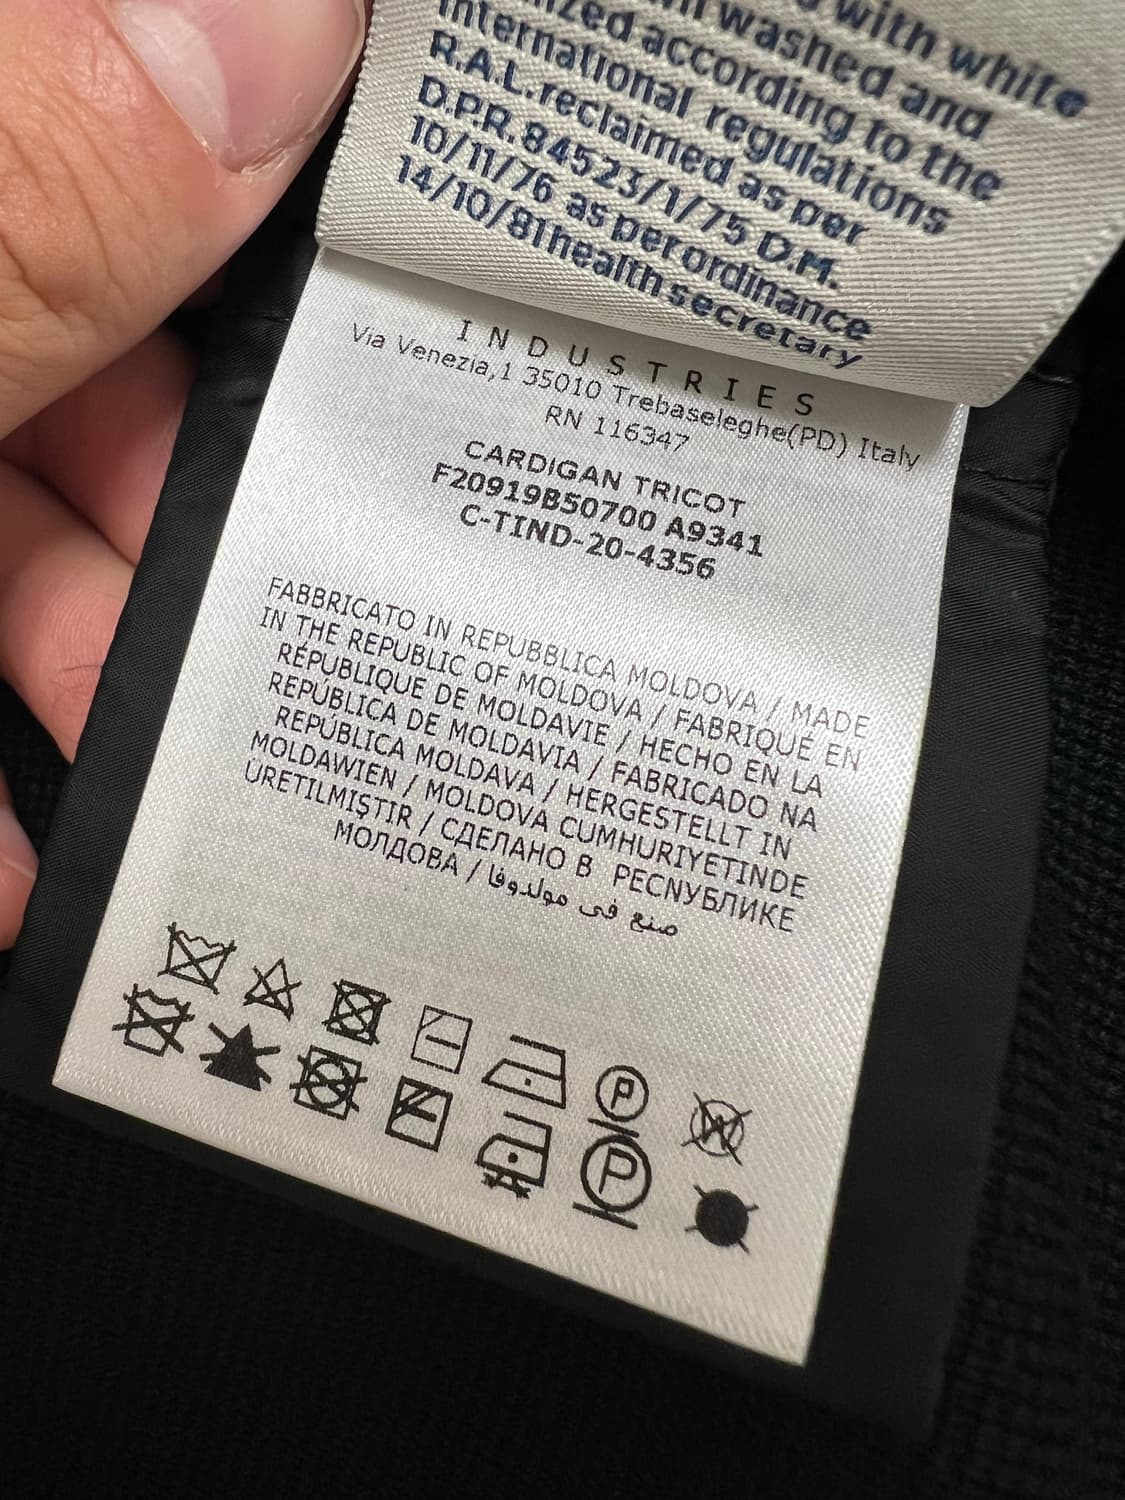 with white
washed and
according to the
international regulations
R.A.L. reclaimed as per
D.P.R. 84523/1/75 D.M.
10/11/76 as per ordinance
14/10/81 health secretary
INDUSTRIES
Via Venezia,1 35010 Trebaseleghe(PD) Italy
RN 116347
CARDIGAN TRICOT
F20919B50700 A9341
C-TIND-20-4356
FABBRICATO IN REPUBBLICA MOLDOVA / MADE
IN THE REPUBLIC OF MOLDOVA / FABRIQUÉ EN
RÉPUBLIQUE DE MOLDAVIE / HECHO EN LA
REPÚBLICA DE MOLDAVIA / FABRICADO NA
REPÚBLICA MOLDAVA / HERGESTELLT IN
MOLDAWIEN / MOLDOVA CUMHURIYETINDE
ÜRETILMIŞTIR / СДЕЛАНО В РЕСПУБЛИКЕ
МОЛДОВА / صنع في مولدوفا
P W
P